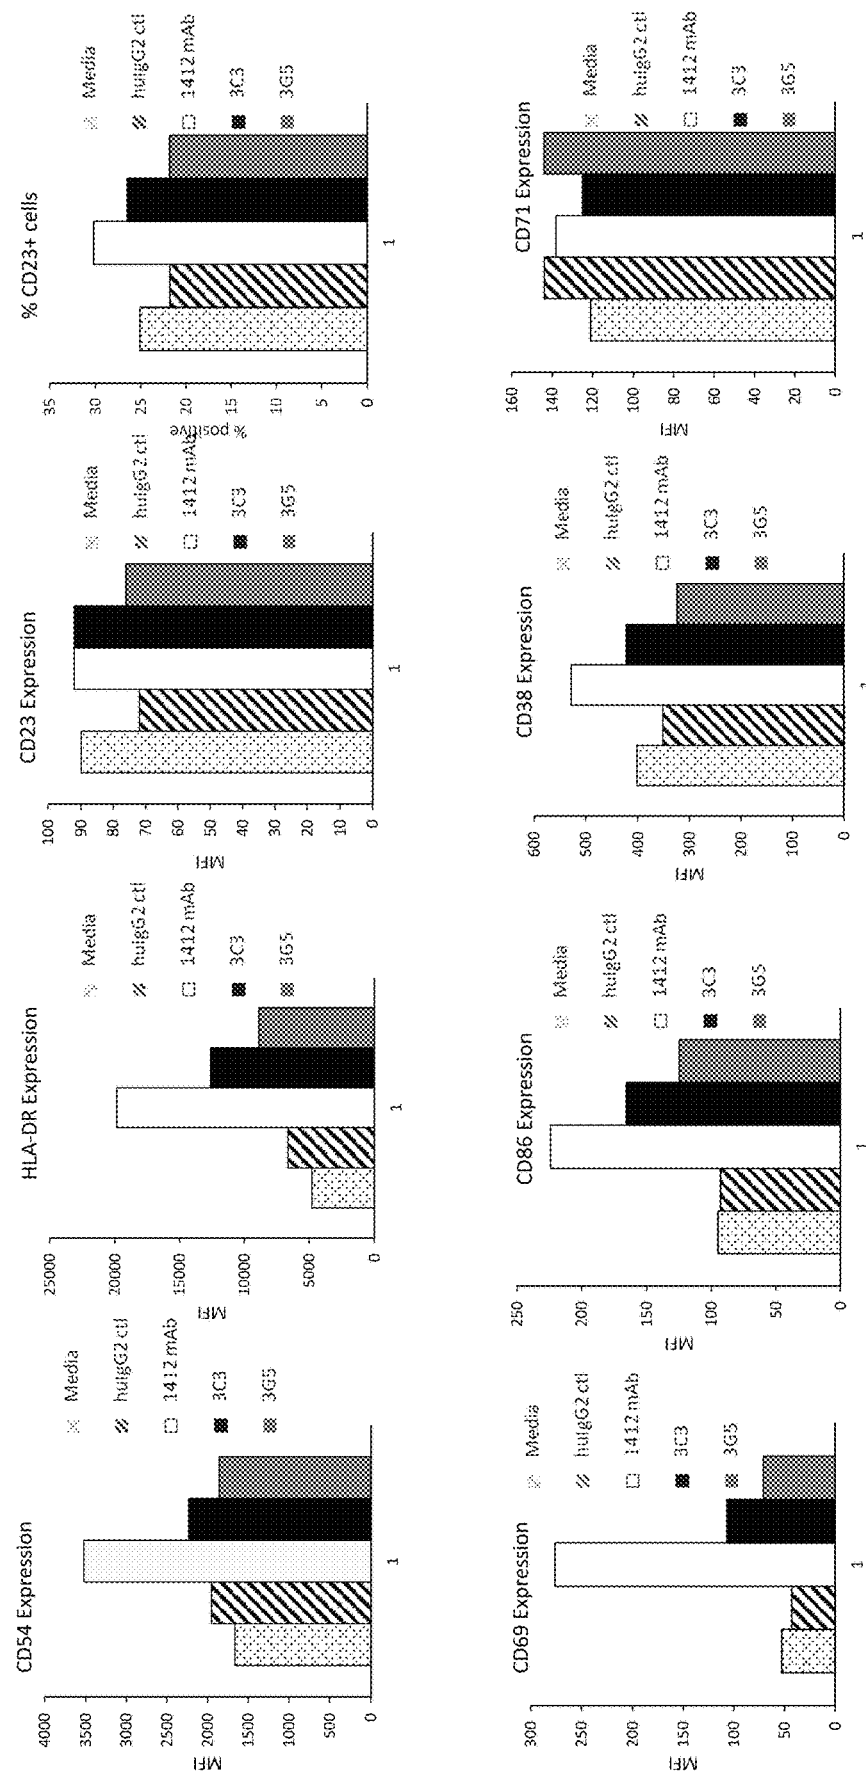 CD54 Expression
4000
3500
3000
2500
2000
1500
1000
500
0
MFI
1
Media
huIgG2 ctl
1412 mAb
3C3
3G5
HLA-DR Expression
25000
20000
15000
10000
5000
0
MFI
1
Media
huIgG2 ctl
1412 mAb
3C3
3G5
CD23 Expression
100
90
80
70
60
50
40
30
20
10
0
MFI
1
Media
huIgG2 ctl
1412 mAb
3C3
3G5
% CD23+ cells
35
30
25
20
15
10
5
0
% positive
1
Media
huIgG2 ctl
1412 mAb
3C3
3G5
CD69 Expression
300
250
200
150
100
50
0
MFI
1
Media
huIgG2 ctl
1412 mAb
3C3
3G5
CD86 Expression
250
200
150
100
50
0
MFI
1
Media
huIgG2 ctl
1412 mAb
3C3
3G5
CD38 Expression
600
500
400
300
200
100
0
MFI
Media
huIgG2 ctl
1412 mAb
3C3
3G5
CD71 Expression
160
140
120
100
80
60
40
20
0
MFI
1
Media
huIgG2 ctl
1412 mAb
3C3
3G5